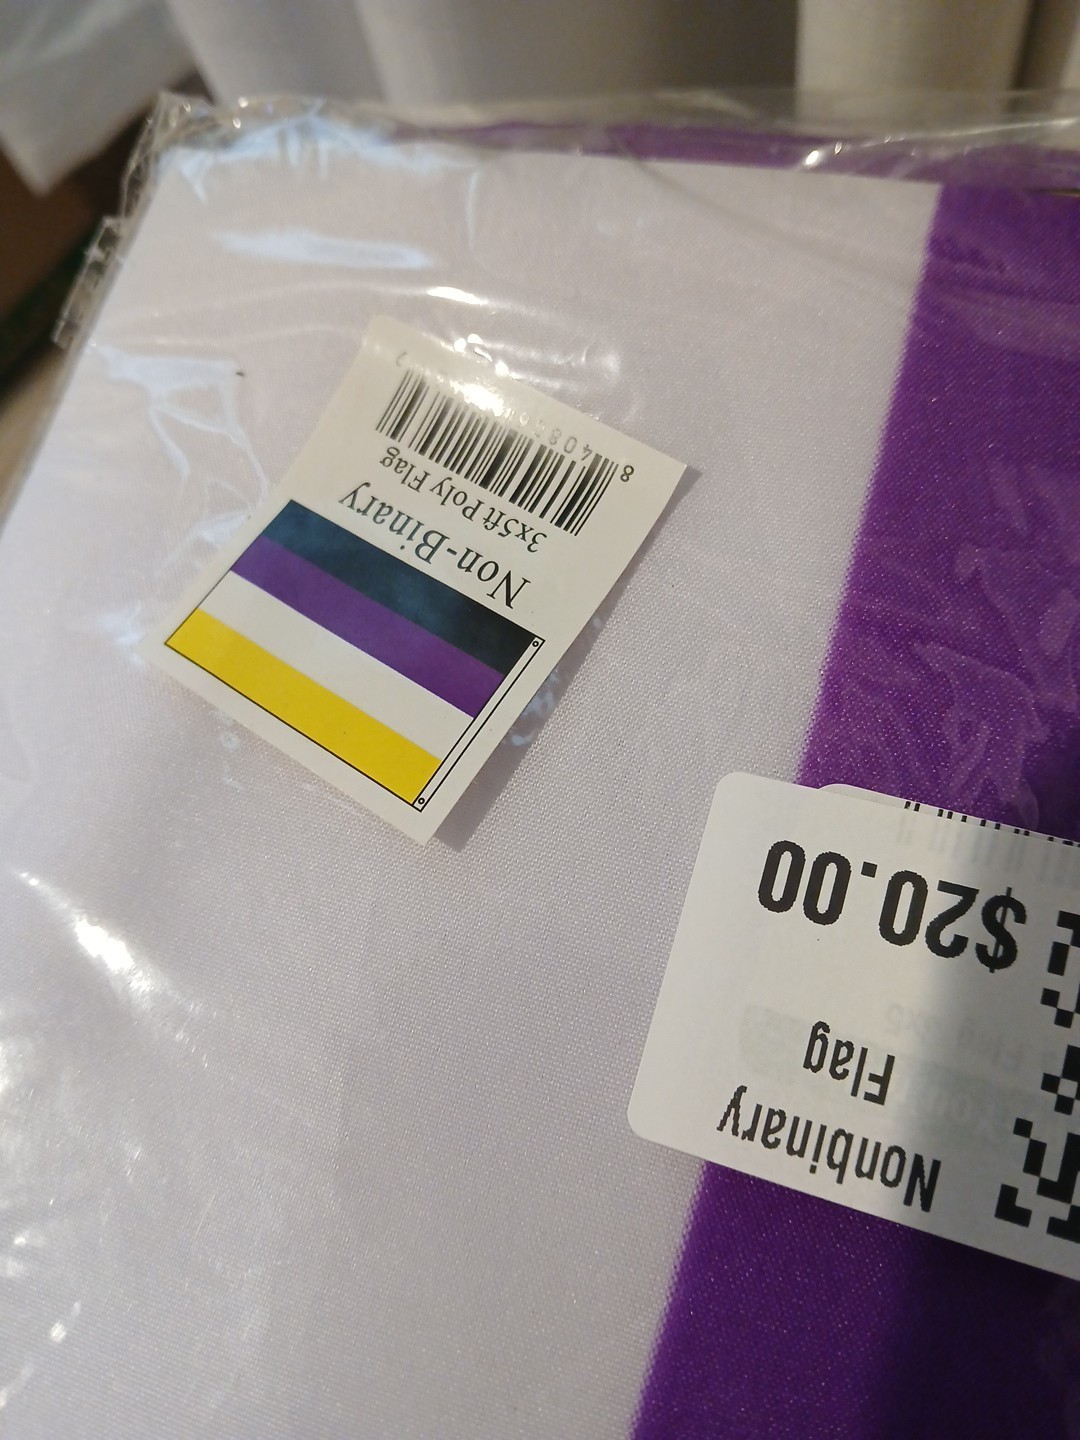 Non-Binary
3x5ft Poly Flag
Nonbinary
Flag
$20.00